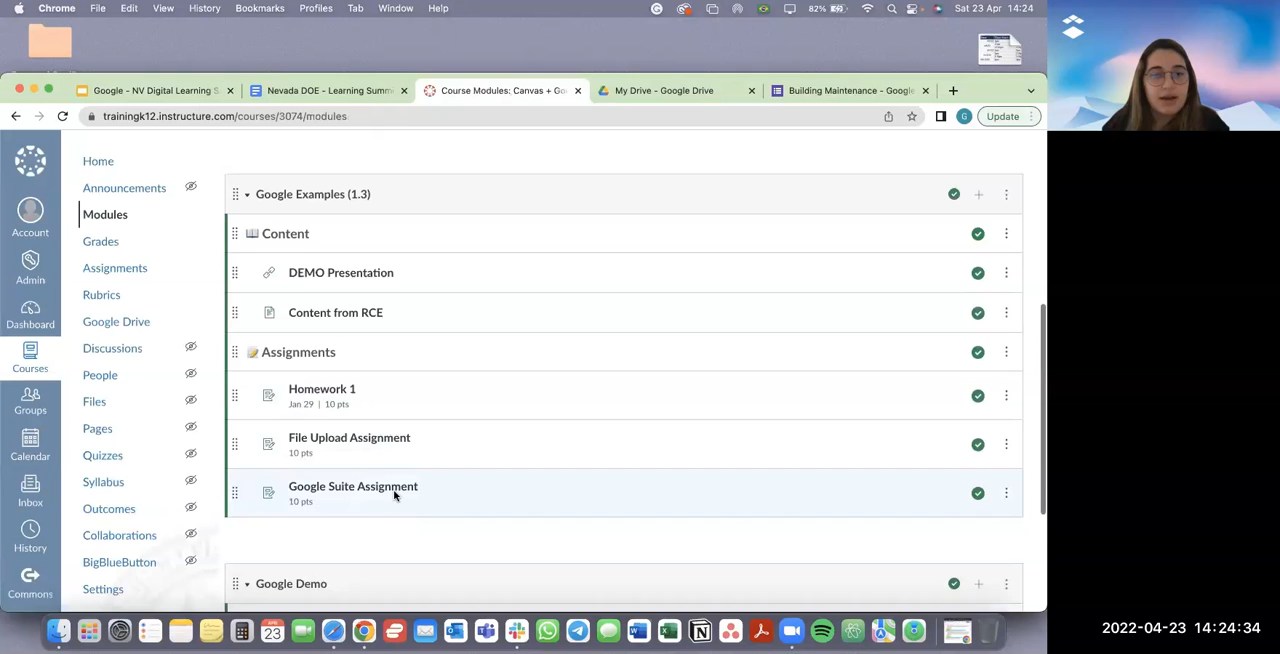 Chrome File Edit View History Bookmarks Profiles Tab Window Help 82% Sat 23 Apr 14:24
Google - NV Digital Learning S Nevada DOE - Learning Summi Course Modules: Canvas + Go My Drive - Google Drive Building Maintenance - Google
trainingk12.instructure.com/courses/3074/modules G Update
Account
Admin
Dashboard
Courses
Groups
Calendar
Inbox
History
Commons
Home
Announcements
Modules
Grades
Assignments
Rubrics
Google Drive
Discussions
People
Files
Pages
Quizzes
Syllabus
Outcomes
Collaborations
BigBlueButton
Settings
Google Examples (1.3)
Content
DEMO Presentation
Content from RCE
Assignments
Homework 1
Jan 29 | 10 pts
File Upload Assignment
10 pts
Google Suite Assignment
10 pts
Google Demo
APR
23
2022-04-23 14:24:34